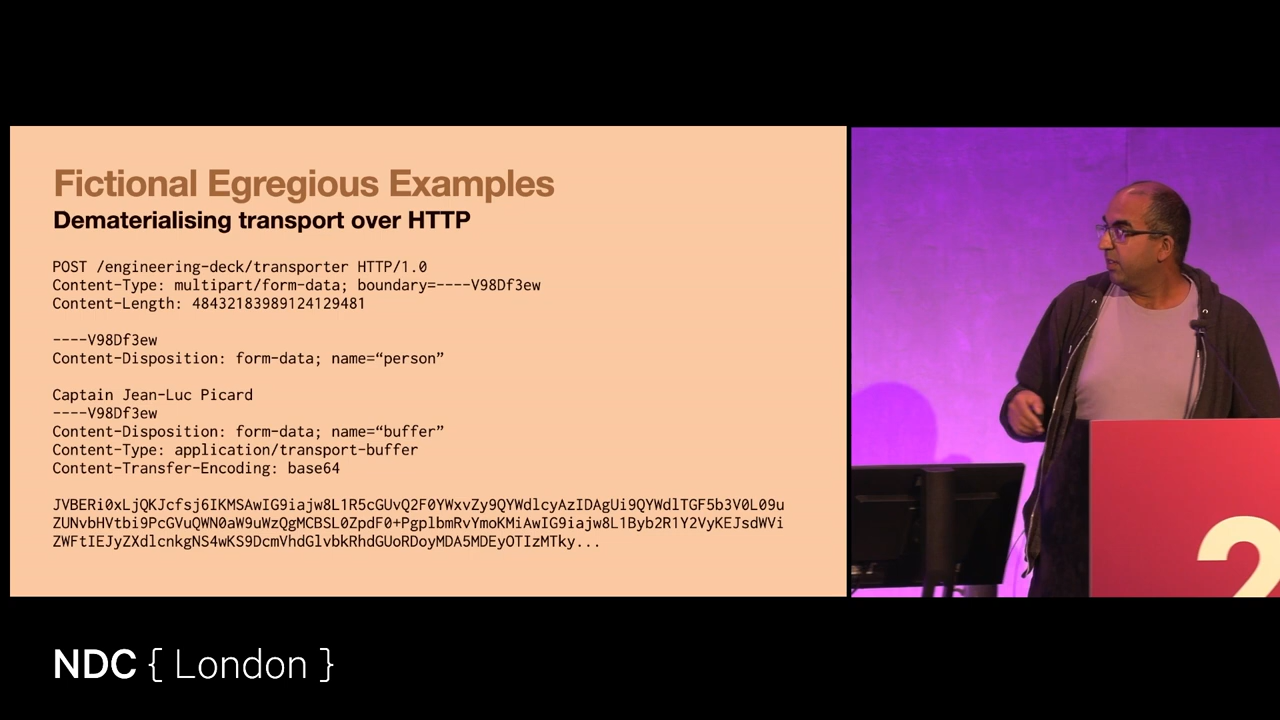 Fictional Egregious Examples
Dematerialising transport over HTTP
POST /engineering-deck/transporter HTTP/1.0
Content-Type: multipart/form-data; boundary=----V98Df3ew
Content-Length: 48432183989124129481
----V98Df3ew
Content-Disposition: form-data; name=“person”
Captain Jean-Luc Picard
----V98Df3ew
Content-Disposition: form-data; name=“buffer”
Content-Type: application/transport-buffer
Content-Transfer-Encoding: base64
JVBERi0xLjQKJcfsj6IKMSAwIG9iajw8L1R5cGUvQ2F0YWxvZy9QYWdlcyAzIDAgUi9QYWdlTGF5b3V0L09u
ZUNvbHVtbi9PcGVuQWN0aW9uWzQgMCBSL0ZpdF0+PgplbmRvYmoKMiAwIG9iajw8L1Byb2R1Y2VyKEJsdWVi
ZWFtIEJyZXdlcnkgNS4wKS9DcmVhdGlvbkRhdGUoRDoyMDA5MDEyOTIzMTky...
2
NDC { London }